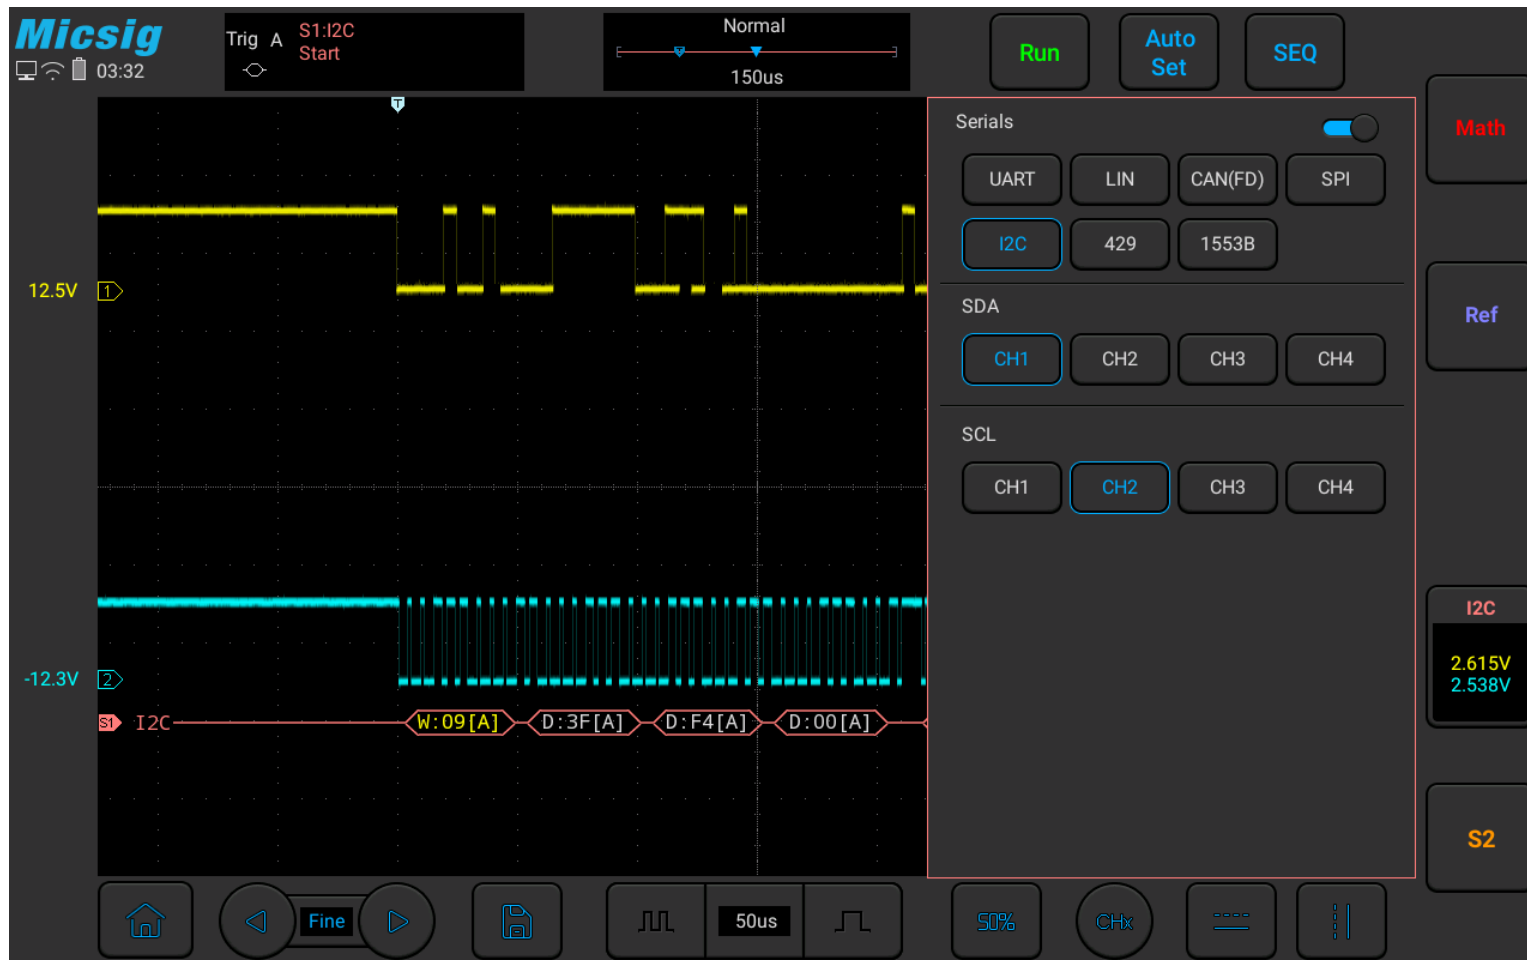 Micsig
03:32
Trig A
S1:I2C
Start
Normal
150us
Run
Auto
Set
SEQ
T
Serials
UART LIN CAN(FD) SPI
I2C 429 1553B
SDA
CH1 CH2 CH3 CH4
SCL
CH1 CH2 CH3 CH4
Math
Ref
I2C
2.615V
2.538V
S2
12.5V 1
-12.3V 2
S1 I2C W:09[A] D:3F[A] D:F4[A] D:00[A]
Fine 50us 50% CHx